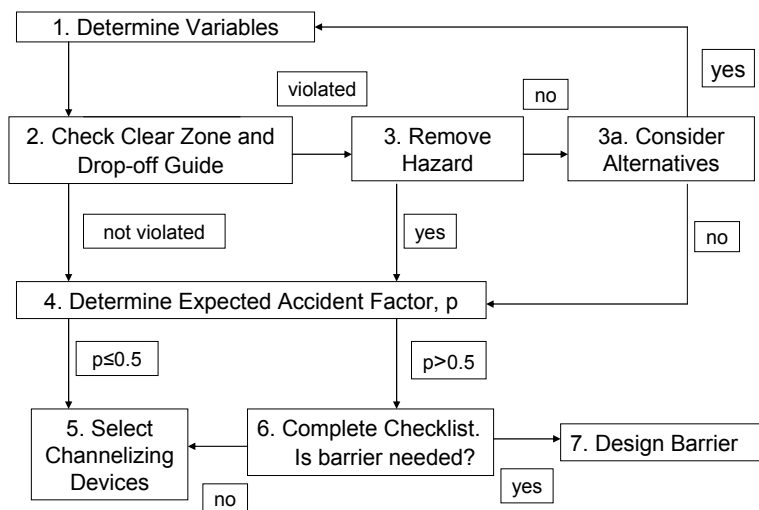 1. Determine Variables
yes
violated
no
2. Check Clear Zone and
Drop-off Guide
3. Remove
Hazard
3a. Consider
Alternatives
not violated
yes
no
4. Determine Expected Accident Factor, p
p≤0.5
p>0.5
5. Select
Channelizing
Devices
6. Complete Checklist.
Is barrier needed?
7. Design Barrier
no
yes